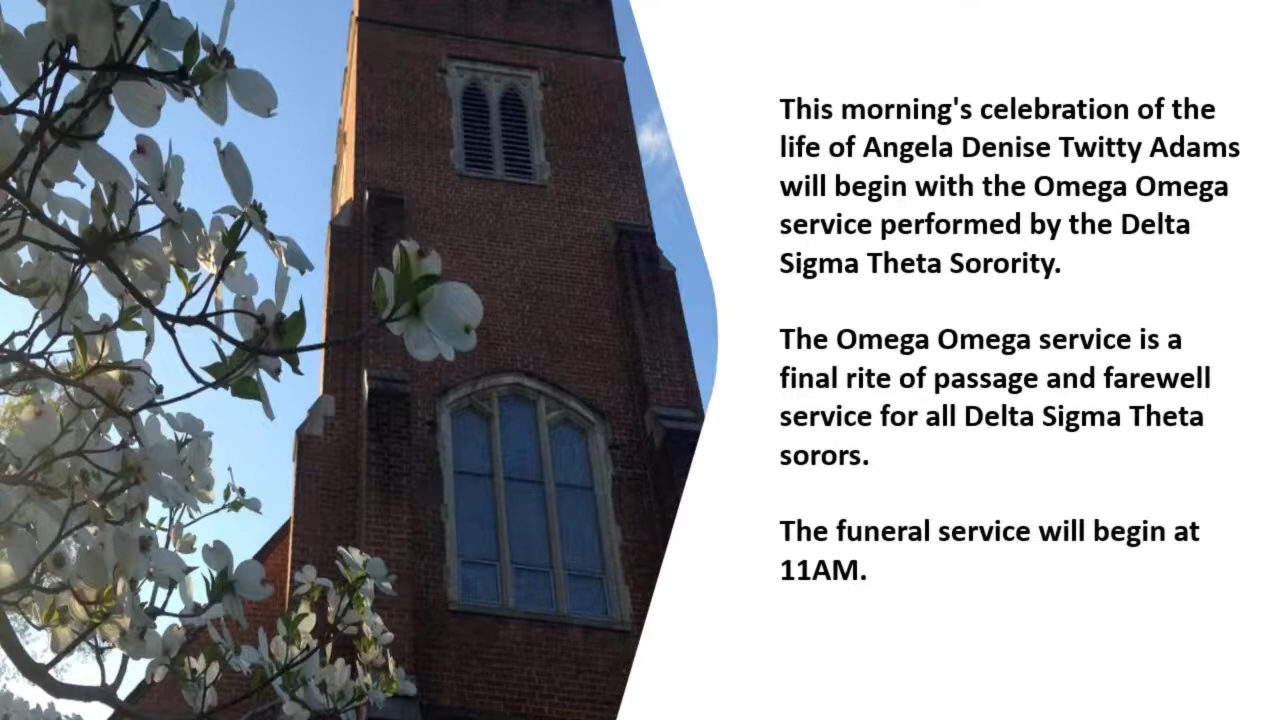 This morning's celebration of the
life of Angela Denise Twitty Adams
will begin with the Omega Omega
service performed by the Delta
Sigma Theta Sorority.
The Omega Omega service is a
final rite of passage and farewell
service for all Delta Sigma Theta
sorors.
The funeral service will begin at
11AM.